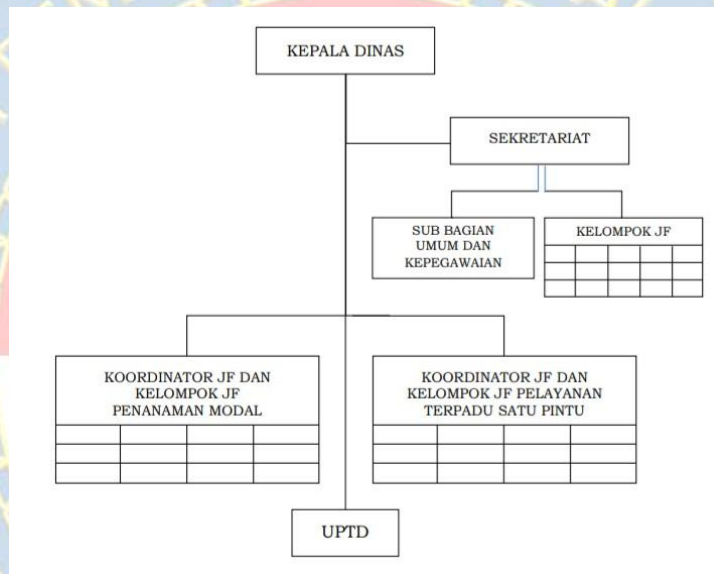 KEPALA DINAS
SEKRETARIAT
SUB BAGIAN
UMUM DAN
KEPEGAWAIAN
KELOMPOK JF
KOORDINATOR JF DAN
KELOMPOK JF
PENANAMAN MODAL
KOORDINATOR JF DAN
KELOMPOK JF PELAYANAN
TERPADU SATU PINTU
UPTD